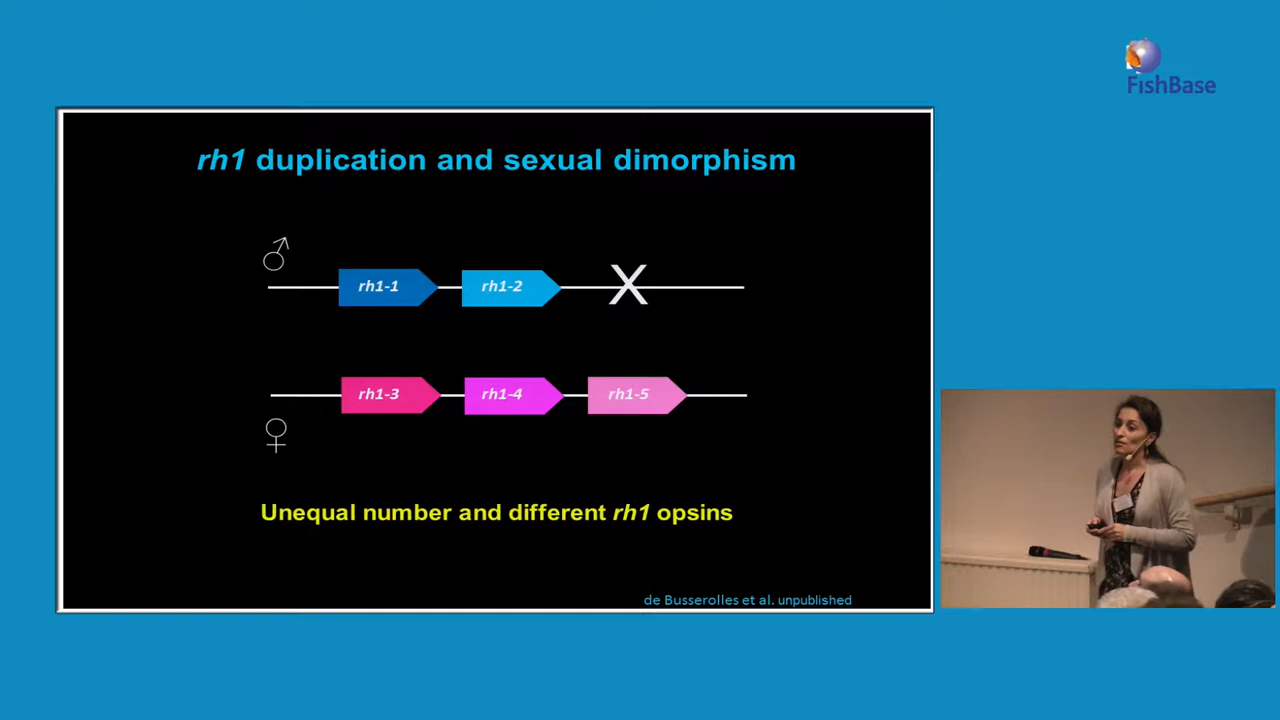 FishBase
rh1 duplication and sexual dimorphism
♂
rh1-1
rh1-2
X
rh1-3
rh1-4
rh1-5
♀
Unequal number and different rh1 opsins
de Busserolles et al. unpublished